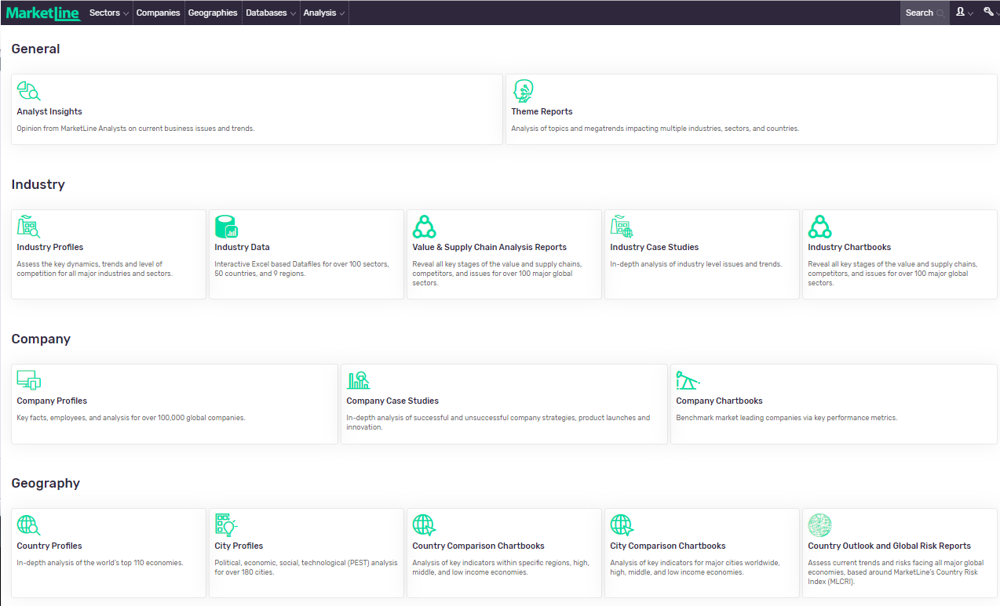 MarketLine Sectors Companies Geographies Databases Analysis Search
General
Analyst Insights
Opinion from MarketLine Analysts on current business issues and trends.
Theme Reports
Analysis of topics and megatrends impacting multiple industries, sectors, and countries.
Industry
Industry Profiles
Assess the key dynamics, trends and level of
competition for all major industries and sectors.
Industry Data
Interactive Excel based Datafiles for over 100 sectors,
50 countries, and 9 regions.
Value & Supply Chain Analysis Reports
Reveal all key stages of the value and supply chains,
competitors, and issues for over 100 major global
sectors.
Industry Case Studies
In-depth analysis of industry level issues and trends.
Industry Chartbooks
Reveal all key stages of the value and supply chains,
competitors, and issues for over 100 major global
sectors.
Company
Company Profiles
Key facts, employees, and analysis for over 100,000 global companies.
Company Case Studies
In-depth analysis of successful and unsuccessful company strategies, product launches and
innovation.
Company Chartbooks
Benchmark market leading companies via key performance metrics.
Geography
Country Profiles
In-depth analysis of the world's top 110 economies.
City Profiles
Political, economic, social, technological (PEST) analysis
for over 180 cities.
Country Comparison Chartbooks
Analysis of key indicators within specific regions, high,
middle, and low income economies.
City Comparison Chartbooks
Analysis of key indicators for major cities worldwide,
high, middle, and low income economies.
Country Outlook and Global Risk Reports
Assess current trends and risks facing all major global
economies, based around MarketLine's Country Risk
Index (MLCRI).